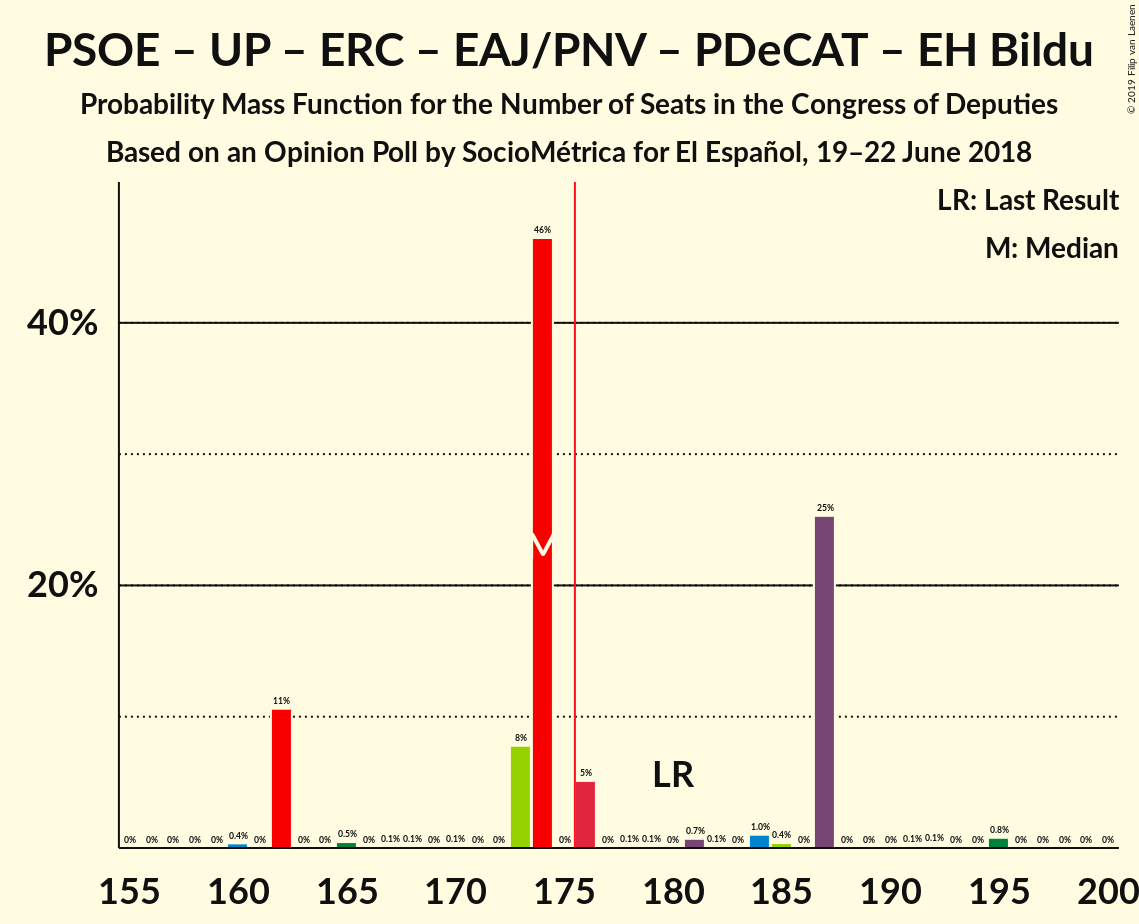 PSOE – UP – ERC – EAJ/PNV – PDeCAT – EH Bildu
Probability Mass Function for the Number of Seats in the Congress of Deputies
Based on an Opinion Poll by SocioMétrica for El Español, 19–22 June 2018
© 2019 Filip van Laenen
LR: Last Result
M: Median
40%
20%
46%
25%
11%
8%
5%
LR
M
0% 0% 0% 0% 0% 0.4% 0% 0% 0% 0.5% 0% 0.1% 0.1% 0% 0.1% 0% 0% 0% 0% 0.1% 0.1% 0% 0.7% 0.1% 0% 1.0% 0.4% 0% 0% 0% 0% 0.1% 0.1% 0% 0% 0.8% 0% 0% 0% 0% 0%
155 160 165 170 175 180 185 190 195 200